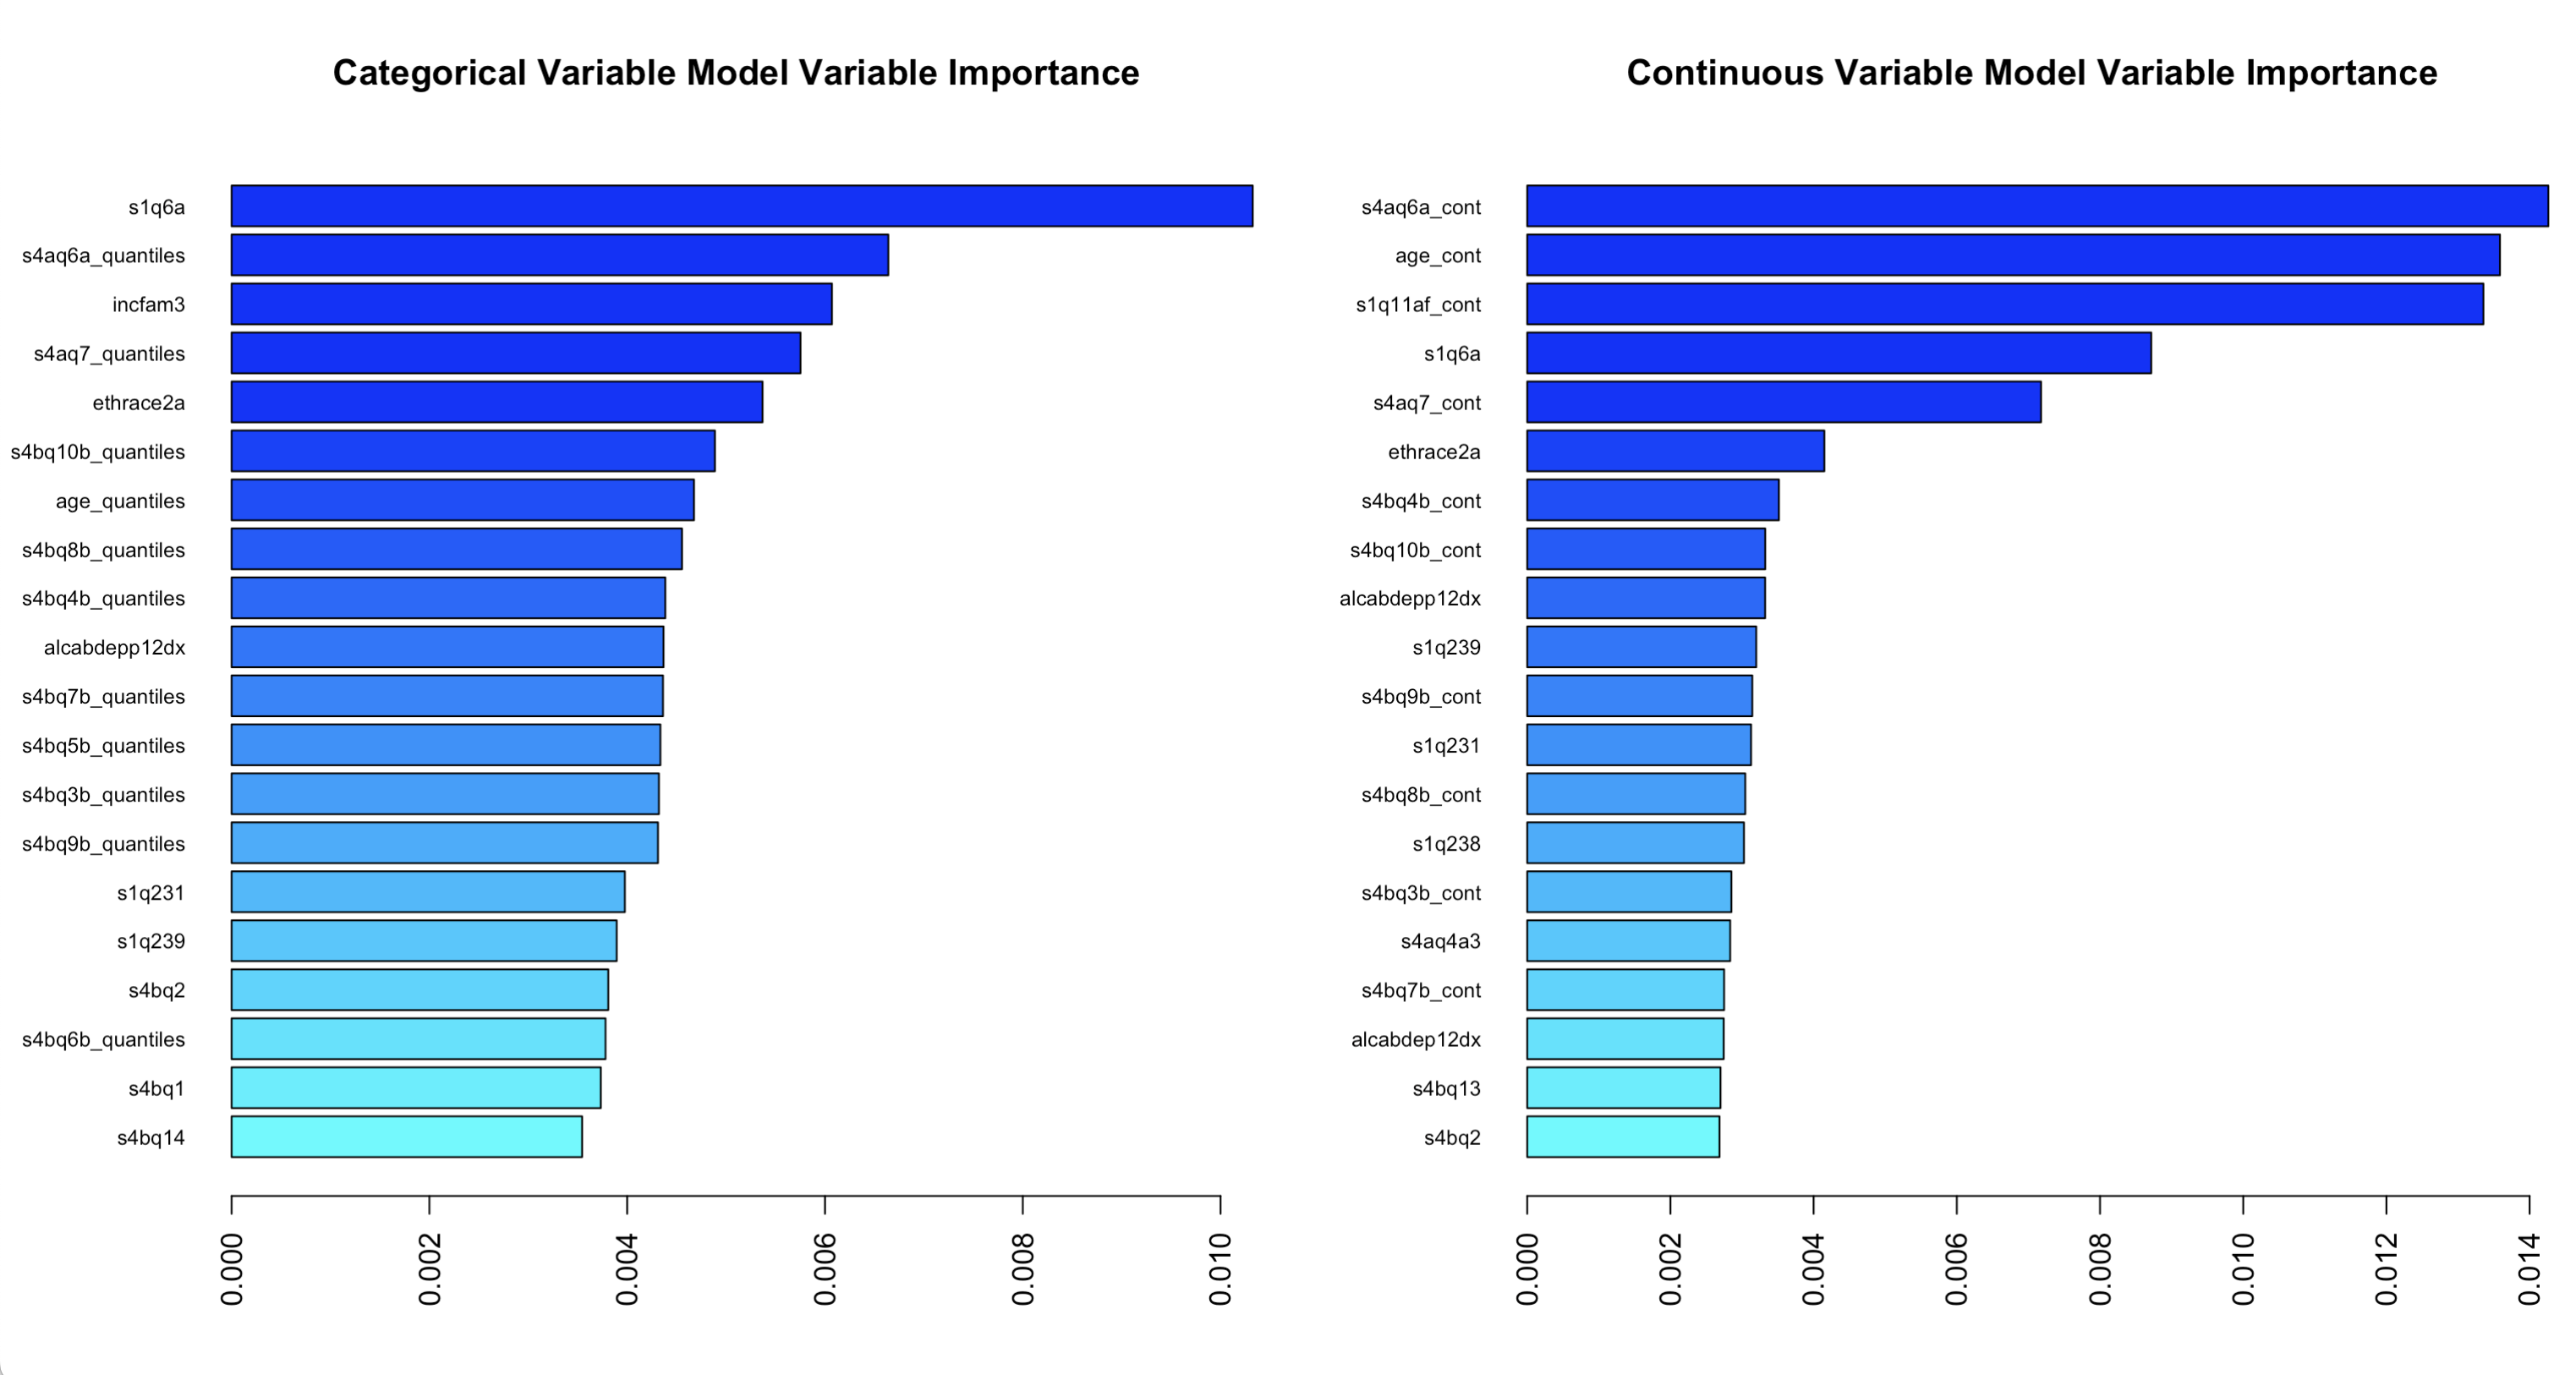 Categorical Variable Model Variable Importance
s1q6a
s4aq6a_quantiles
incfam3
s4aq7_quantiles
ethrace2a
s4bq10b_quantiles
age_quantiles
s4bq8b_quantiles
s4bq4b_quantiles
alcabdepp12dx
s4bq7b_quantiles
s4bq5b_quantiles
s4bq3b_quantiles
s4bq9b_quantiles
s1q231
s1q239
s4bq2
s4bq6b_quantiles
s4bq1
s4bq14
0.000
0.002
0.004
0.006
0.008
0.010
Continuous Variable Model Variable Importance
s4aq6a_cont
age_cont
s1q11af_cont
s1q6a
s4aq7_cont
ethrace2a
s4bq4b_cont
s4bq10b_cont
alcabdepp12dx
s1q239
s4bq9b_cont
s1q231
s4bq8b_cont
s1q238
s4bq3b_cont
s4aq4a3
s4bq7b_cont
alcabdep12dx
s4bq13
s4bq2
0.000
0.002
0.004
0.006
0.008
0.010
0.012
0.014